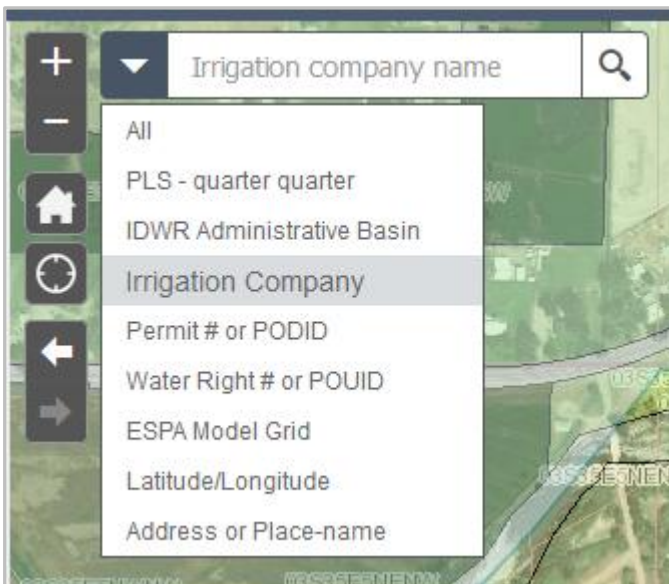 Irrigation company name
All
PLS - quarter quarter
IDWR Administrative Basin
Irrigation Company
Permit # or PODID
Water Right # or POUID
ESPA Model Grid
Latitude/Longitude
Address or Place-name